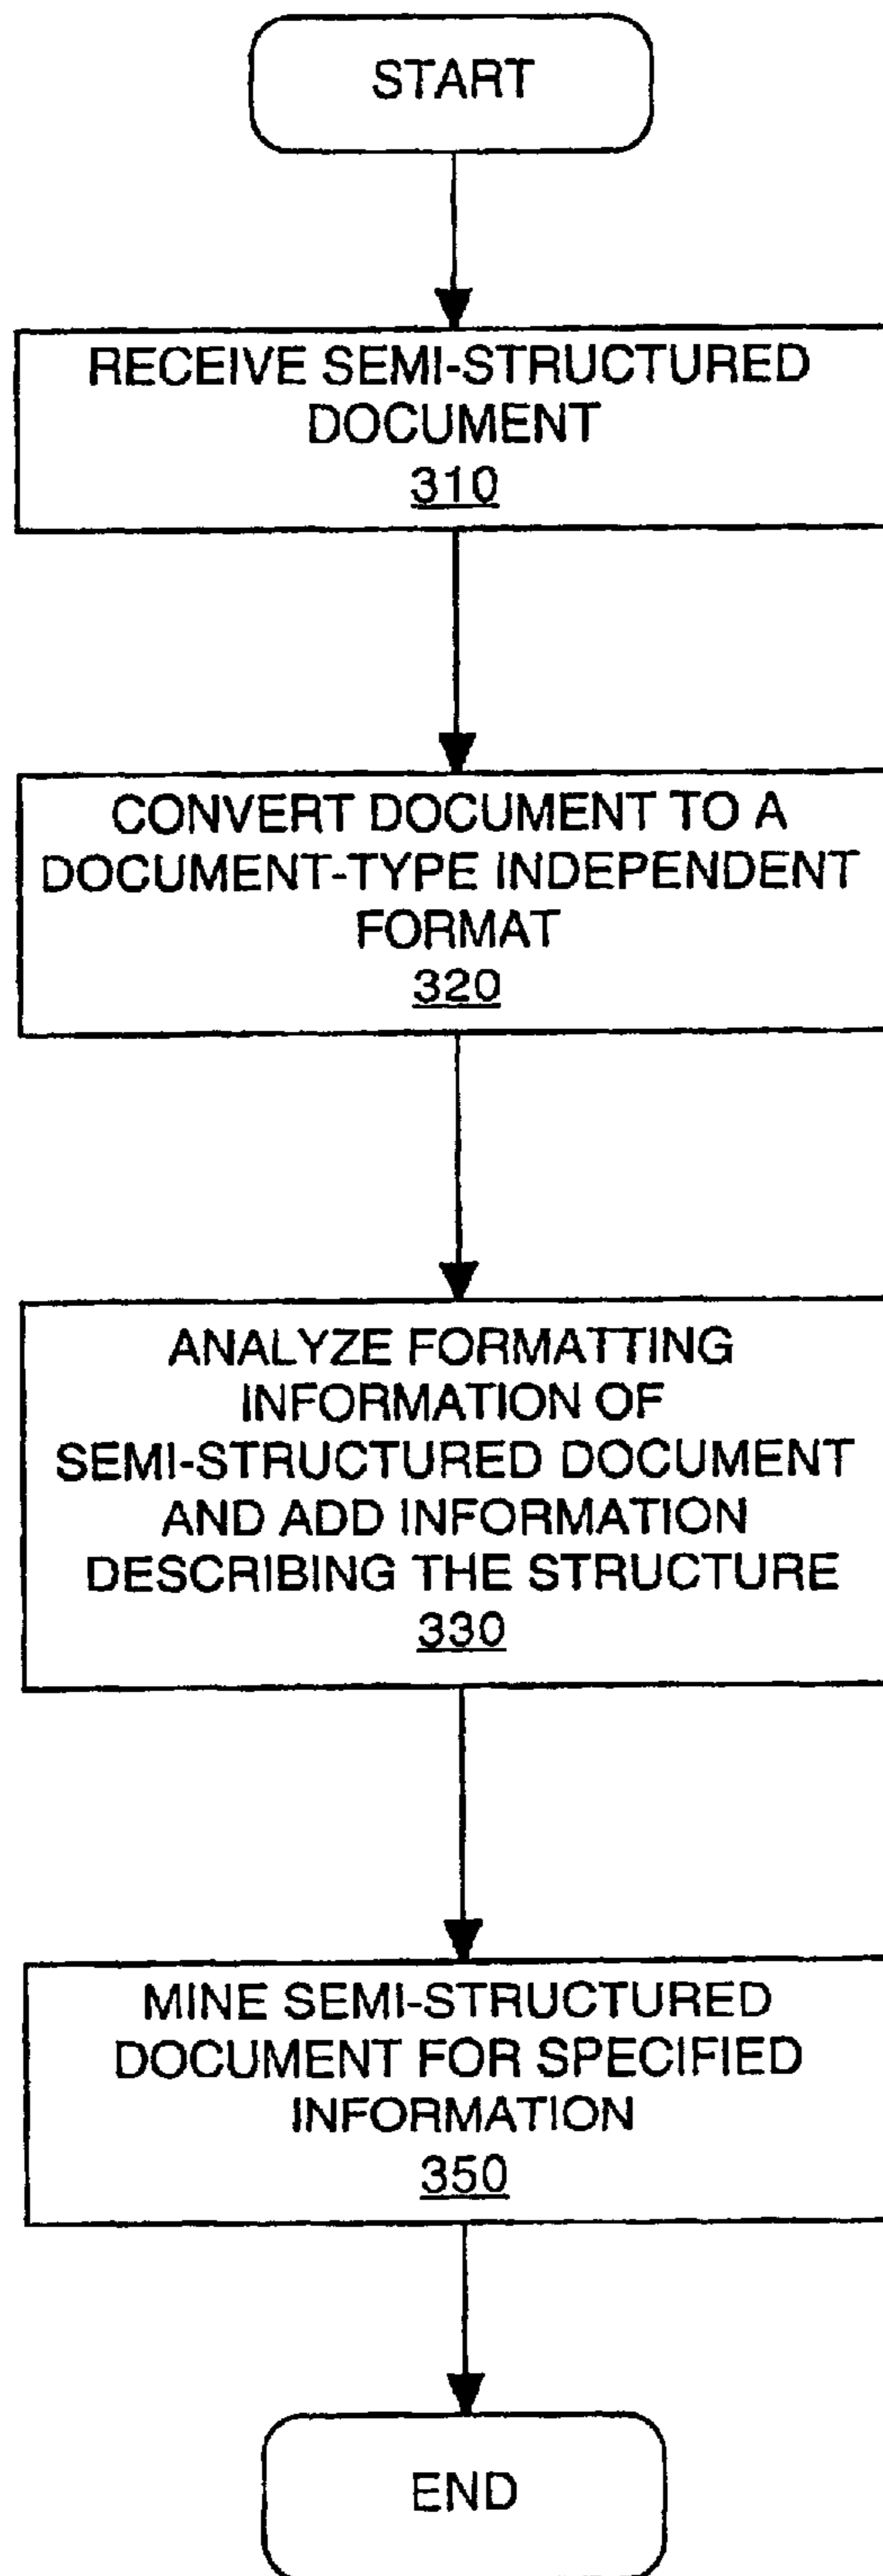 START
RECEIVE SEMI-STRUCTURED
DOCUMENT
310
CONVERT DOCUMENT TO A
DOCUMENT-TYPE INDEPENDENT
FORMAT
320
ANALYZE FORMATTING
INFORMATION OF
SEMI-STRUCTURED DOCUMENT
AND ADD INFORMATION
DESCRIBING THE STRUCTURE
330
MINE SEMI-STRUCTURED
DOCUMENT FOR SPECIFIED
INFORMATION
350
END